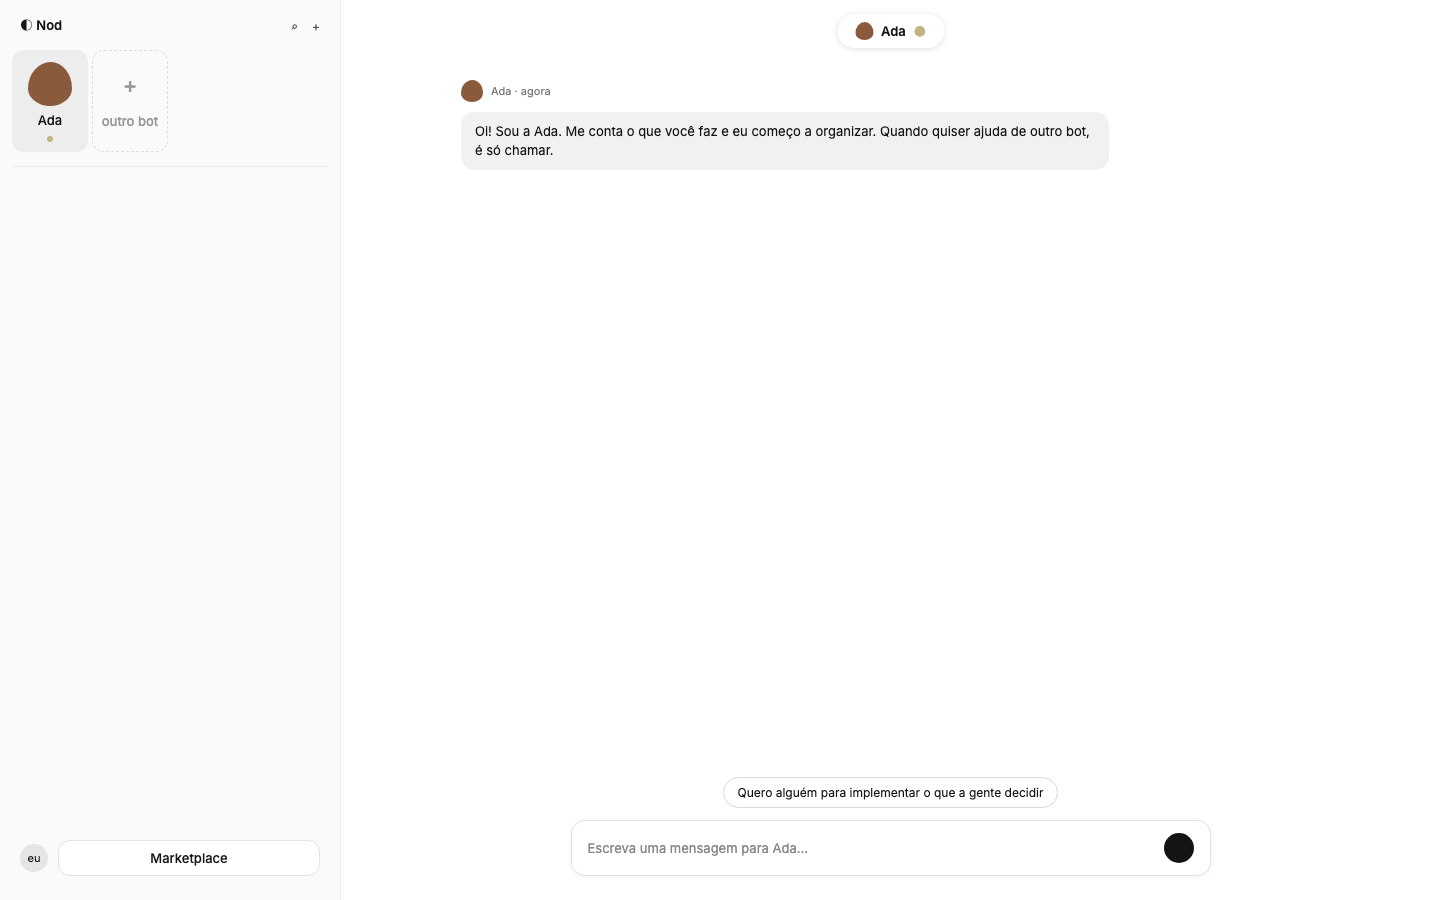 Nod
+
Ada
+
outro bot
Ada
Ada · agora
Oi! Sou a Ada. Me conta o que você faz e eu começo a organizar. Quando quiser ajuda de outro bot,
é só chamar.
Quero alguém para implementar o que a gente decidir
Escreva uma mensagem para Ada...
eu
Marketplace